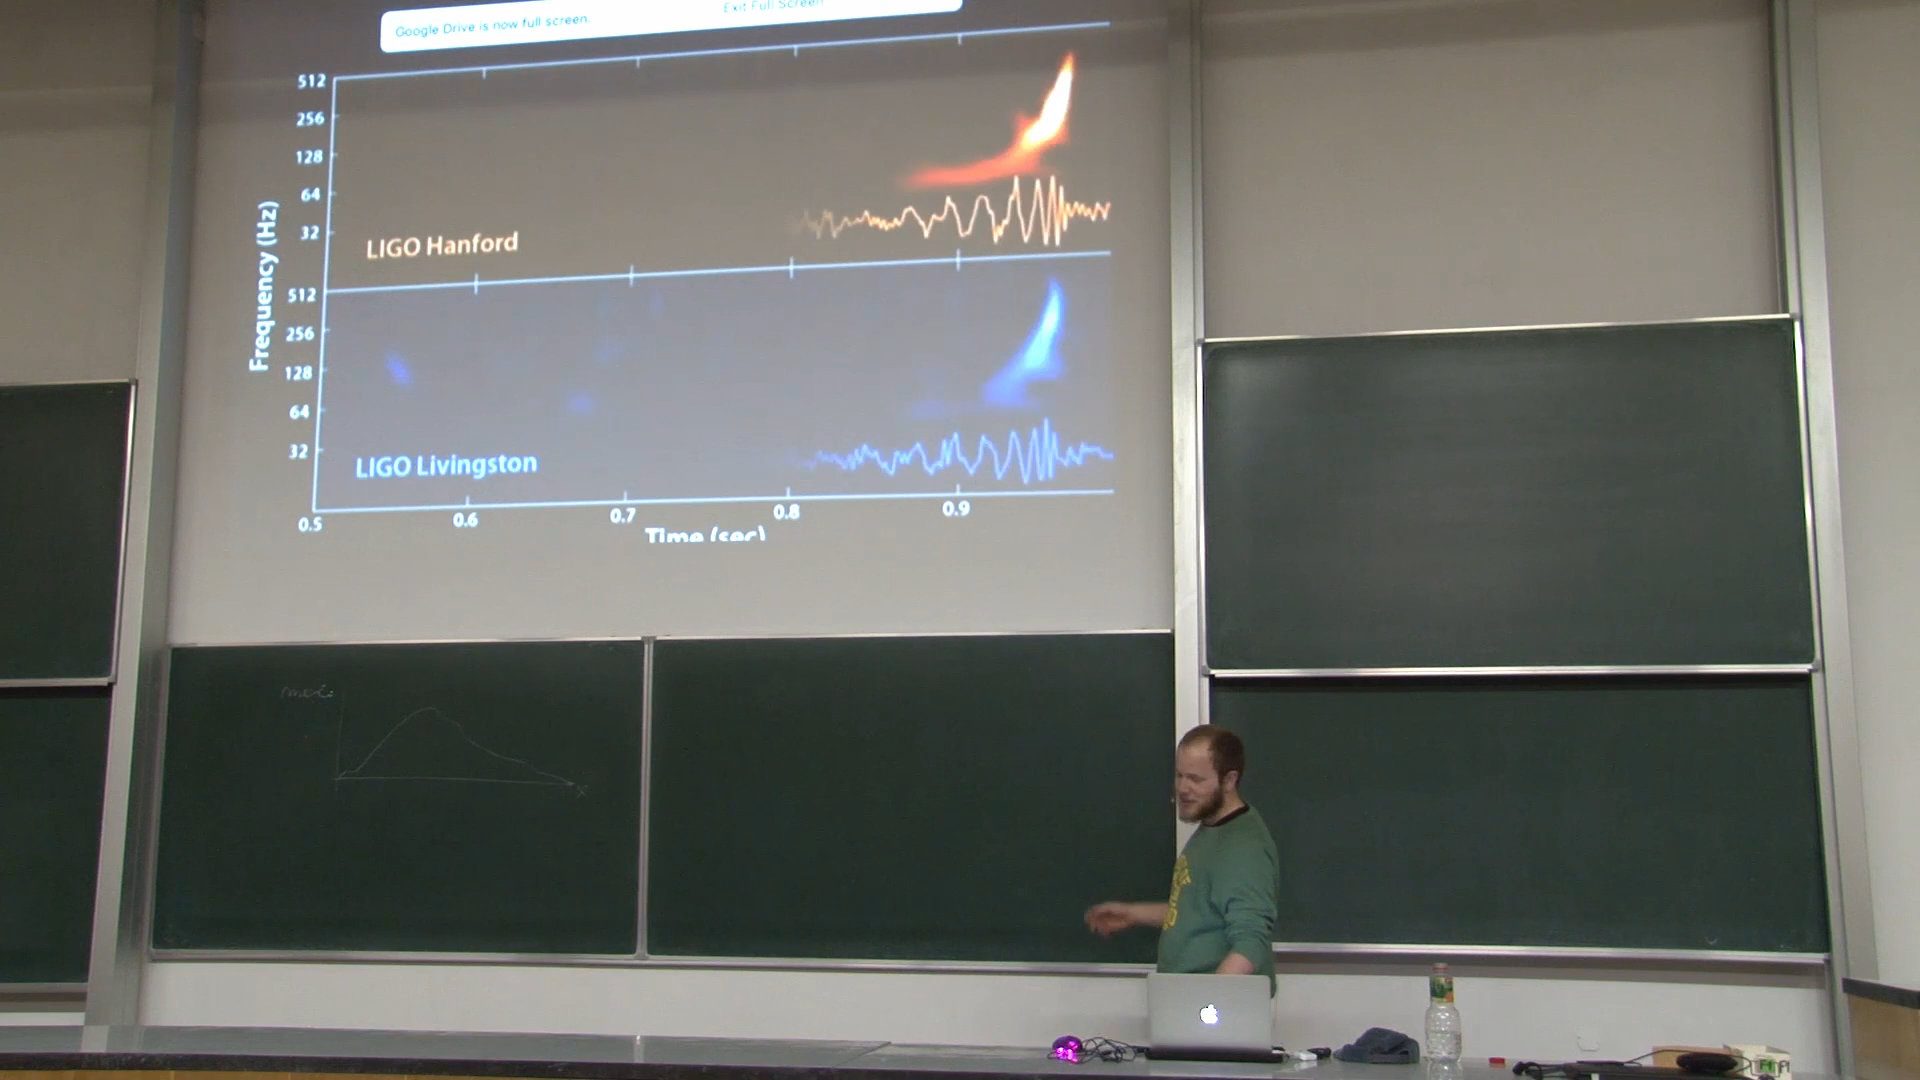 Google Drive is now full screen.
Exit Full Screen
512
256
128
64
32
LIGO Hanford
Frequency (Hz)
512
256
128
64
32
LIGO Livingston
0.5
0.6
0.7
0.8
0.9
Time (sec)
x